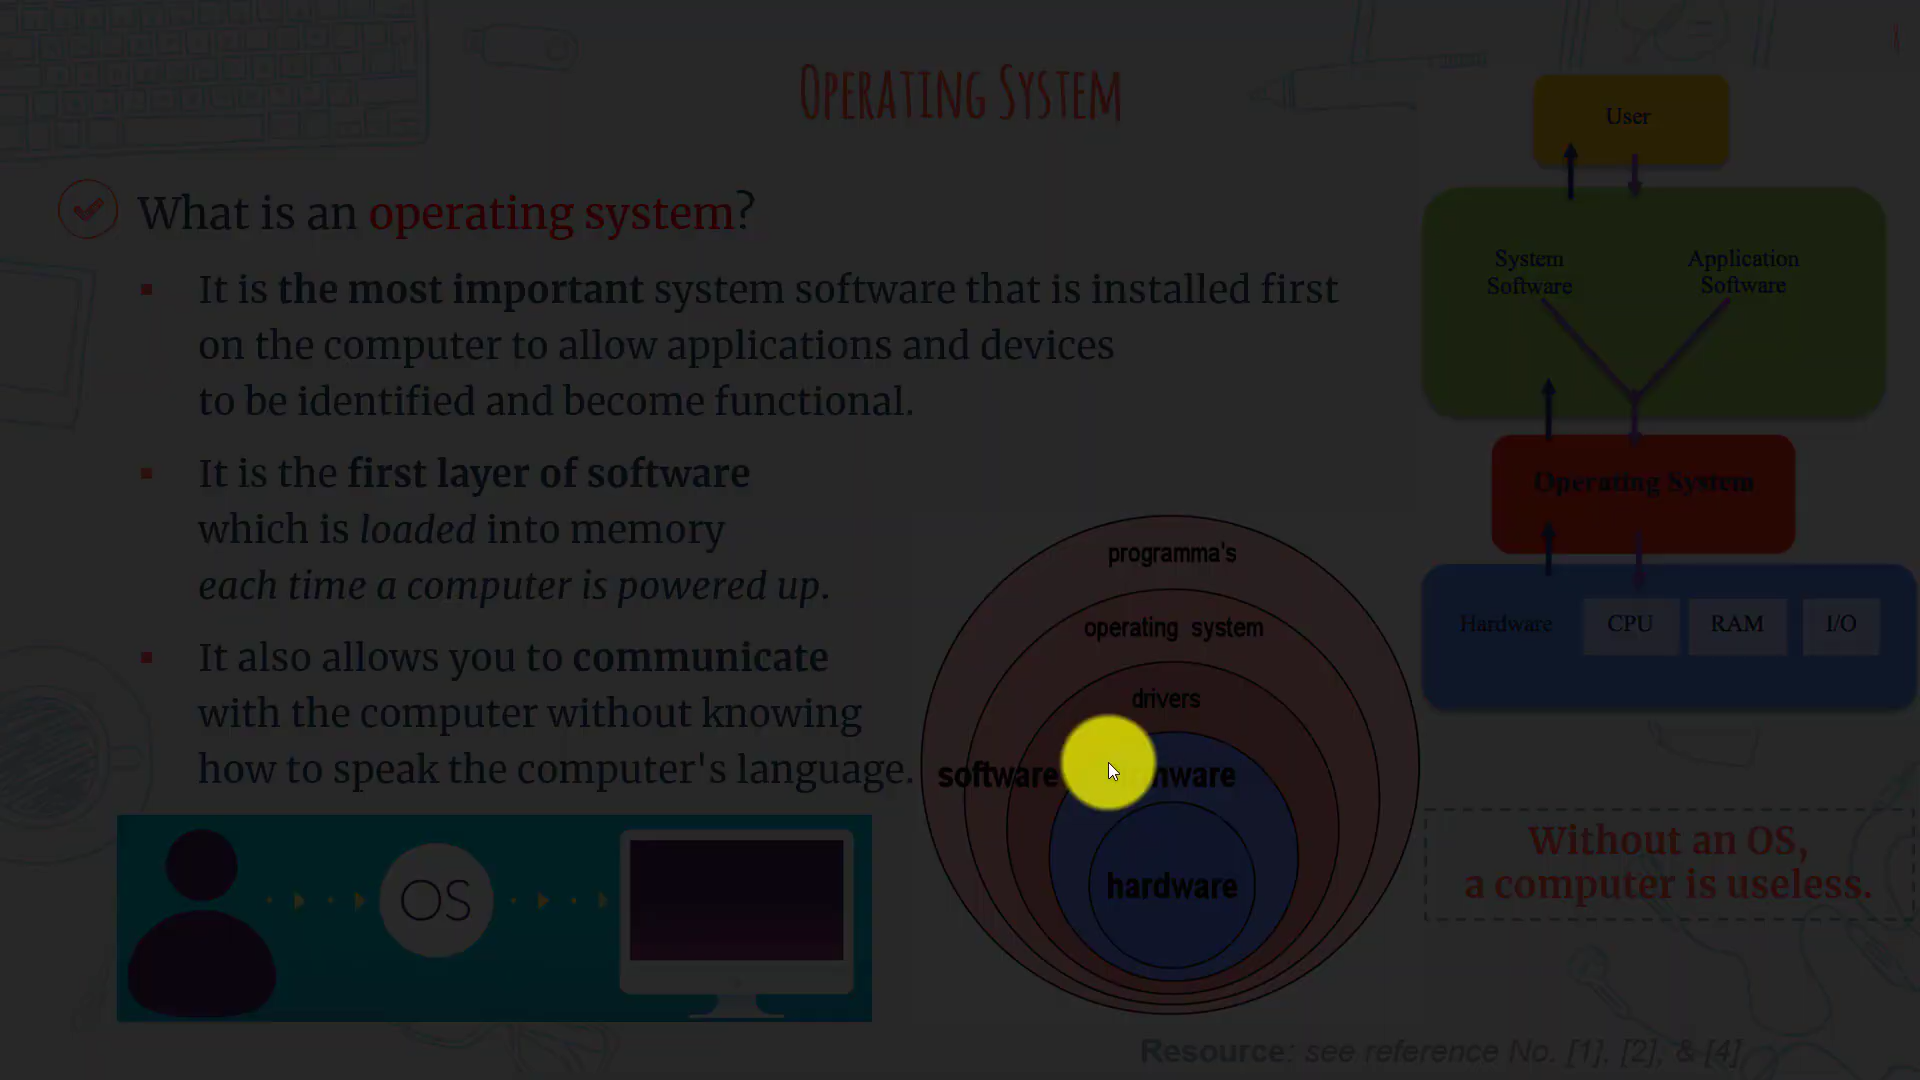 OPERATING SYSTEM
What is an operating system?
▪ It is the most important system software that is installed first
on the computer to allow applications and devices
to be identified and become functional.
▪ It is the first layer of software
which is loaded into memory
each time a computer is powered up.
▪ It also allows you to communicate
with the computer without knowing
how to speak the computer's language.
OS
programma's
operating system
drivers
software
hardware
User
System
Software
Application
Software
Operating System
Hardware
CPU
RAM
I/O
Without an OS,
a computer is useless.
Resource: see reference No. [1], [2], & [4]